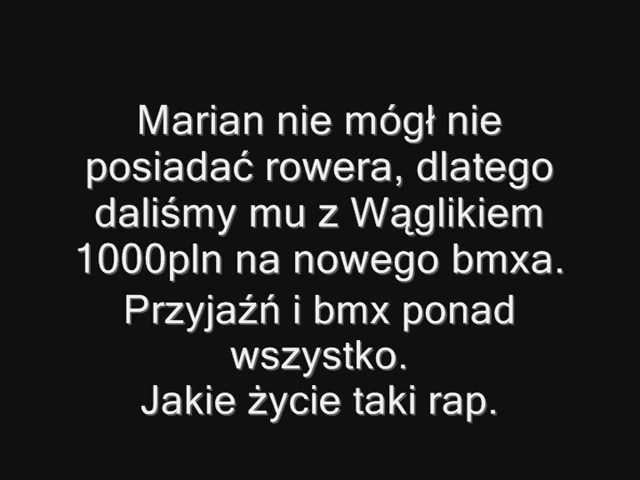 Marian nie mógł nie
posiadać rowera, dlatego
daliśmy mu z Wąglikiem
1000pln na nowego bmxa.
Przyjaźń i bmx ponad
wszystko.
Jakie życie taki rap.